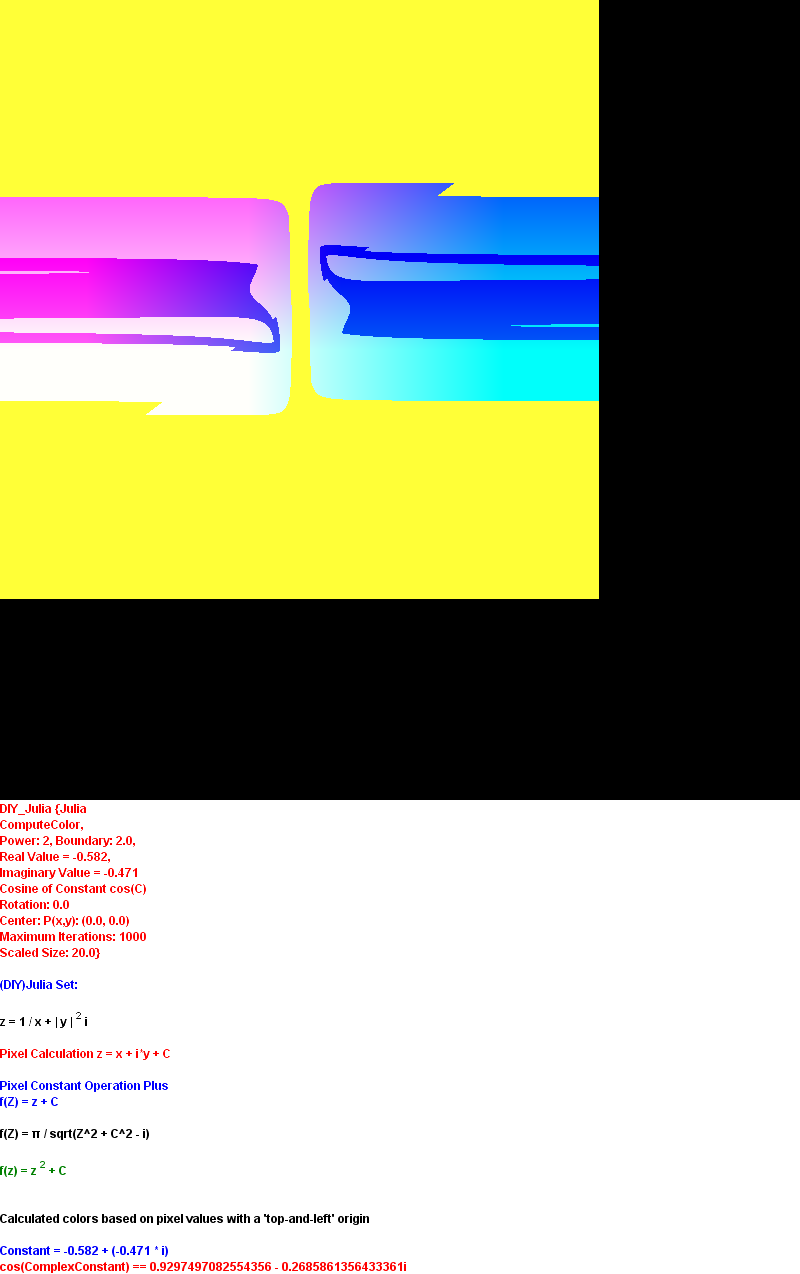 DIY_Julia {Julia
ComputeColor,
Power: 2, Boundary: 2.0,
Real Value = -0.582,
Imaginary Value = -0.471
Cosine of Constant cos(C)
Rotation: 0.0
Center: P(x,y): (0.0, 0.0)
Maximum Iterations: 1000
Scaled Size: 20.0}
(DIY)Julia Set:
z = 1 / x + | y | ² i
Pixel Calculation z = x + i*y + C
Pixel Constant Operation Plus
f(Z) = z + C
f(Z) = π / sqrt(Z^2 + C^2 - i)
f(z) = z ² + C
Calculated colors based on pixel values with a 'top-and-left' origin
Constant = -0.582 + (-0.471 * i)
cos(ComplexConstant) == 0.9297497082554356 - 0.2685861356433361i